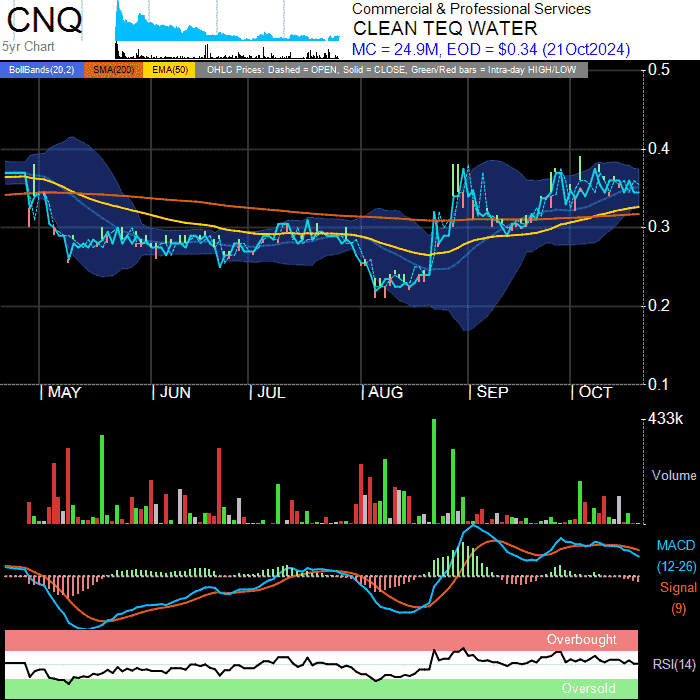 CNQ
5yr Chart
Commercial & Professional Services
CLEAN TEQ WATER
MC = 24.9M, EOD = $0.34 (21Oct2024)
BollBands(20,2) SMA(200) EMA(50) OHLC Prices: Dashed = OPEN, Solid = CLOSE, Green/Red bars = Intra-day HIGH/LOW
0.5
0.4
0.3
0.2
0.1
MAY JUN JUL AUG SEP OCT
433k
Volume
MACD
(12-26)
Signal
(9)
Overbought
RSI(14)
Oversold